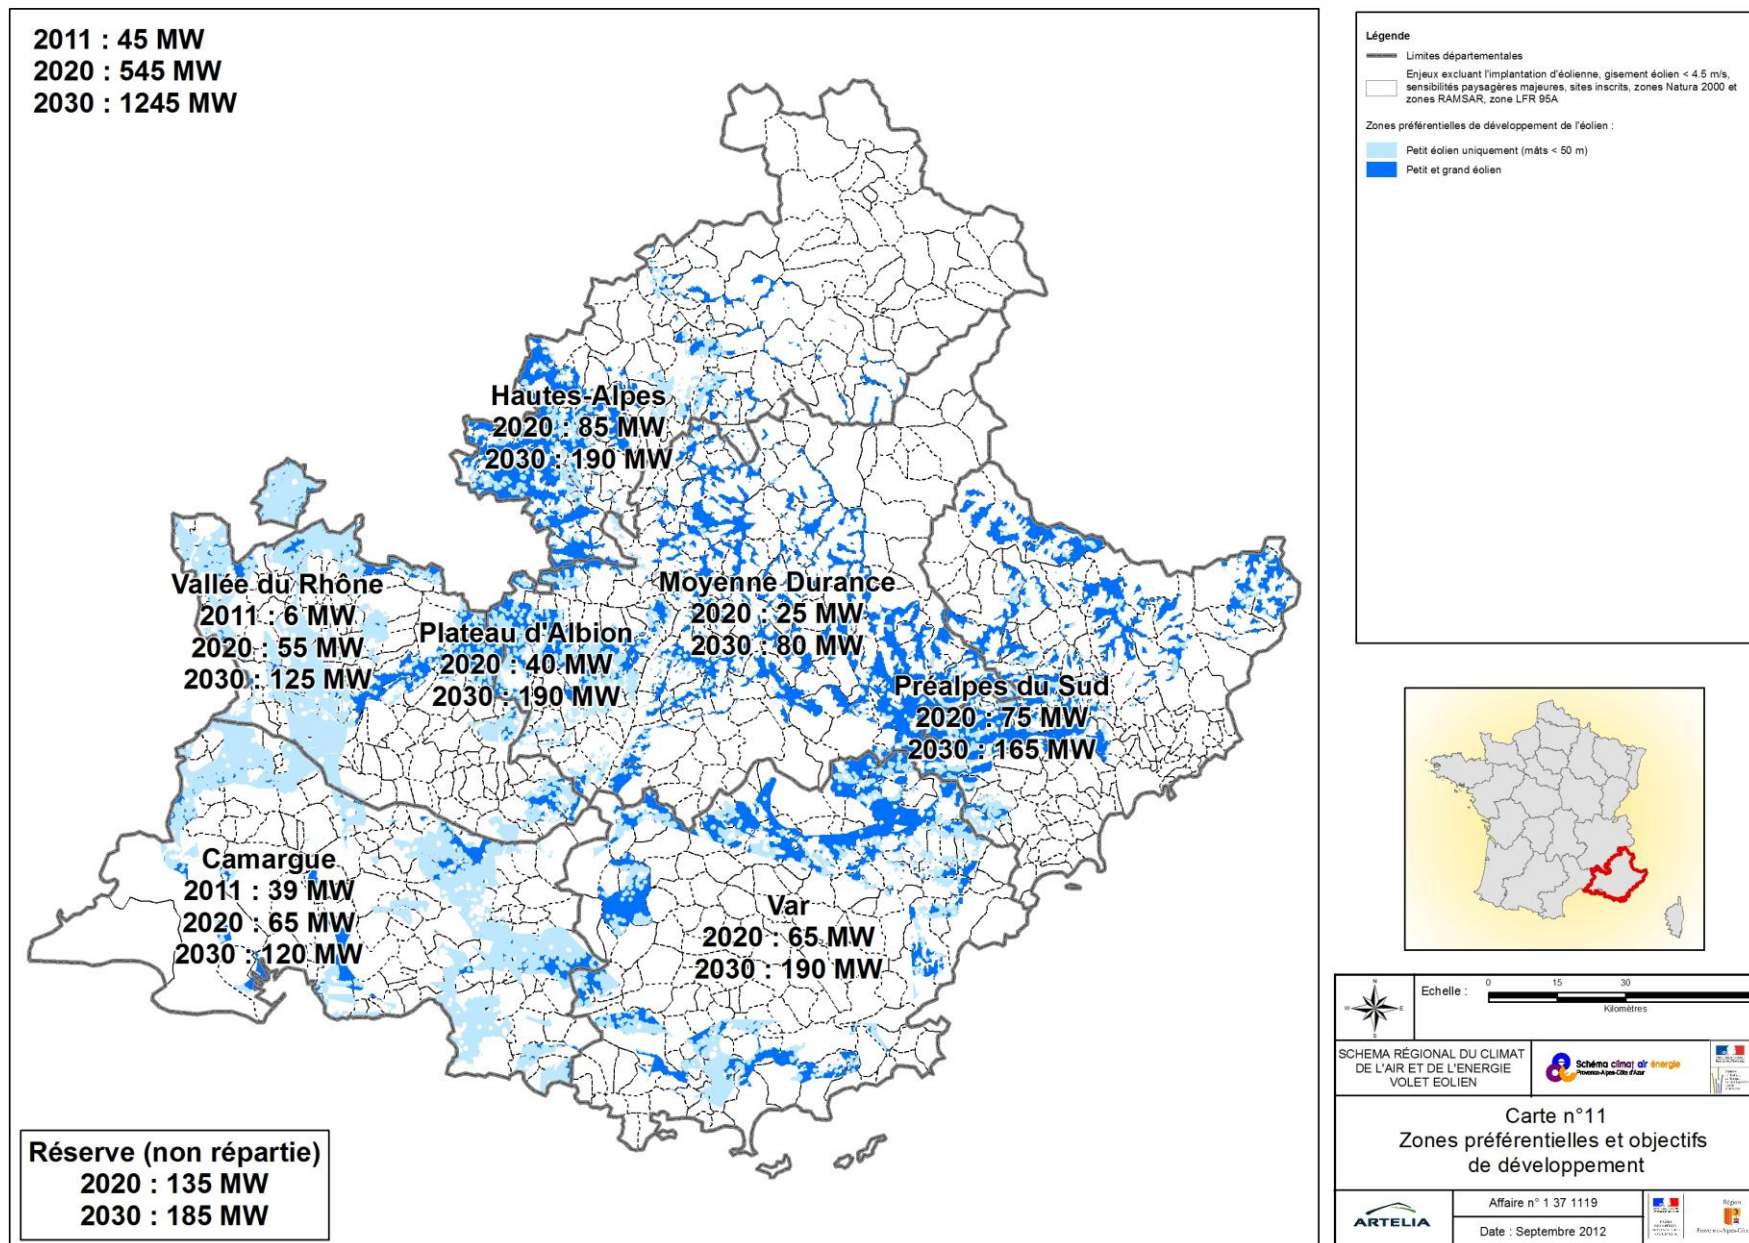 2011 : 45 MW
2020 : 545 MW
2030 : 1245 MW
Hautes-Alpes
2020 : 85 MW
2030 : 190 MW
Vallée du Rhône
2011 : 6 MW
2020 : 55 MW
2030 : 125 MW
Plateau d'Albion
2020 : 40 MW
2030 : 190 MW
Moyenne Durance
2020 : 25 MW
2030 : 80 MW
Préalpes du Sud
2020 : 75 MW
2030 : 165 MW
Camargue
2011 : 39 MW
2020 : 65 MW
2030 : 120 MW
Var
2020 : 65 MW
2030 : 190 MW
Réserve (non répartie)
2020 : 135 MW
2030 : 185 MW
Légende
Limites départementales
Enjeux excluant l'implantation d'éolienne, gisement éolien < 4.5 m/s,
sensibilités paysagères majeures, sites inscrits, zones Natura 2000 et
zones RAMSAR, zone LFR 95A
Zones préférentielles de développement de l'éolien :
Petit éolien uniquement (mâts < 50 m)
Petit et grand éolien
N
W E
S
Echelle :
0 15 30
Kilomètres
SCHEMA RÉGIONAL DU CLIMAT
DE L'AIR ET DE L'ENERGIE
VOLET EOLIEN
Schéma climat air énergie
Provence-Alpes-Côte d'Azur
Carte n°11
Zones préférentielles et objectifs
de développement
ARTELIA
Affaire n° 1 37 1119
Date : Septembre 2012
Région